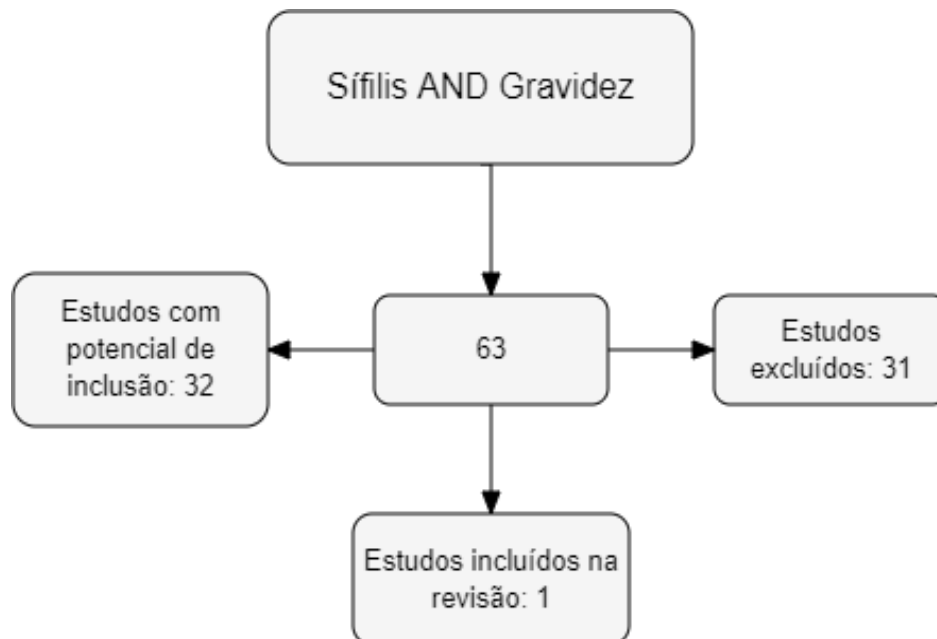 Sífilis AND Gravidez
Estudos com
potencial de
inclusão: 32
63
Estudos
excluídos: 31
Estudos incluídos na
revisão: 1